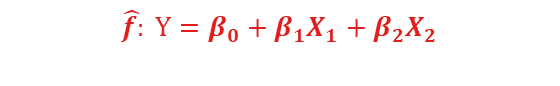 f̂: Y = β₀ + β₁X₁ + β₂X₂